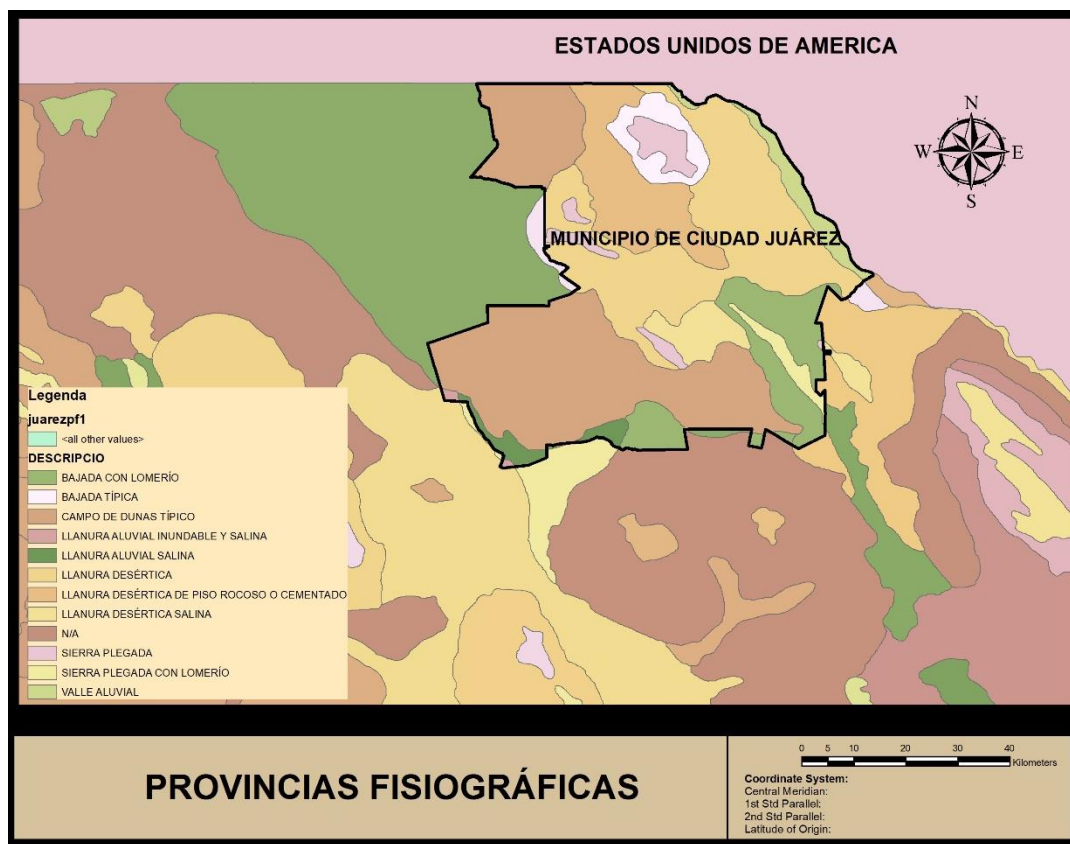 ESTADOS UNIDOS DE AMERICA
N
W
E
S
MUNICIPIO DE CIUDAD JUÁREZ
Legenda
juarezpf1
<all other values>
DESCRIPCIO
BAJADA CON LOMERÍO
BAJADA TÍPICA
CAMPO DE DUNAS TÍPICO
LLANURA ALUVIAL INUNDABLE Y SALINA
LLANURA ALUVIAL SALINA
LLANURA DESÉRTICA
LLANURA DESÉRTICA DE PISO ROCOSO O CEMENTADO
LLANURA DESÉRTICA SALINA
N/A
SIERRA PLEGADA
SIERRA PLEGADA CON LOMERÍO
VALLE ALUVIAL
PROVINCIAS FISIOGRÁFICAS
0 5 10 20 30 40
Kilometers
Coordinate System:
Central Meridian:
1st Std Parallel:
2nd Std Parallel:
Latitude of Origin: